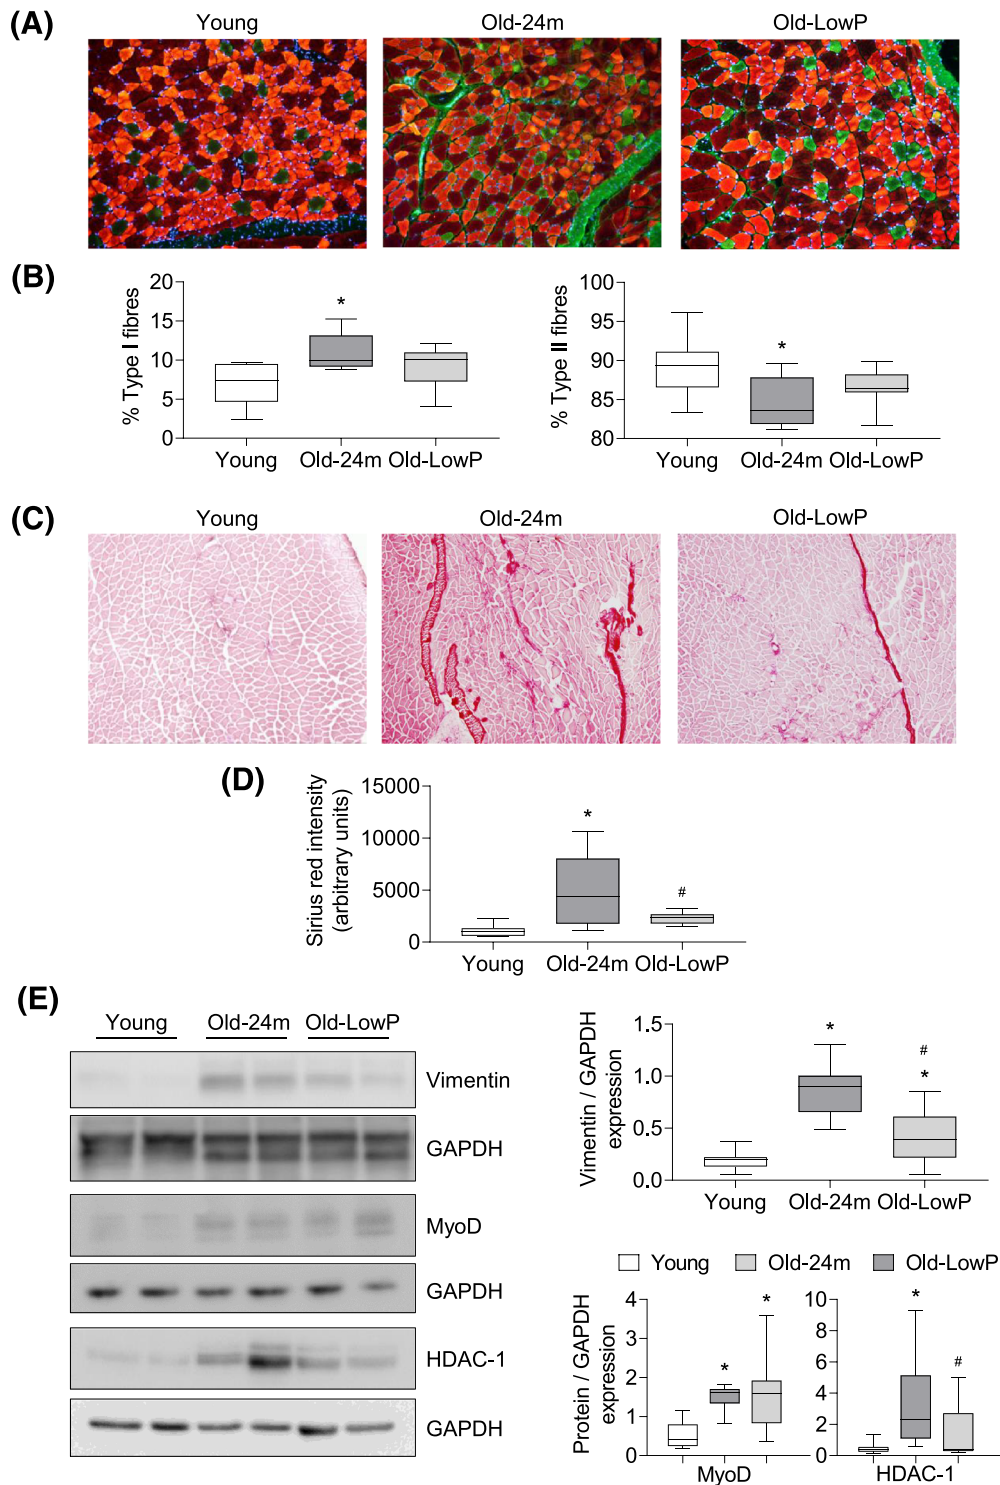 (A)
Young Old-24m Old-LowP
(B)
% Type I fibres
20
15
10
5
0
* 
Young Old-24m Old-LowP
% Type II fibres
100
95
90
85
80
*
Young Old-24m Old-LowP
(C)
Young Old-24m Old-LowP
(D)
Sirius red intensity
(arbitrary units)
15000
10000
5000
0
*
#
Young Old-24m Old-LowP
(E)
Young Old-24m Old-LowP
Vimentin
GAPDH
MyoD
GAPDH
HDAC-1
GAPDH
Vimentin / GAPDH
expression
1.5
1.0
0.5
0.0
*
#
*
Young Old-24m Old-LowP
Young Old-24m Old-LowP
Protein / GAPDH
expression
4
3
2
1
0
*
*
MyoD
10
8
6
4
2
0
*
#
HDAC-1